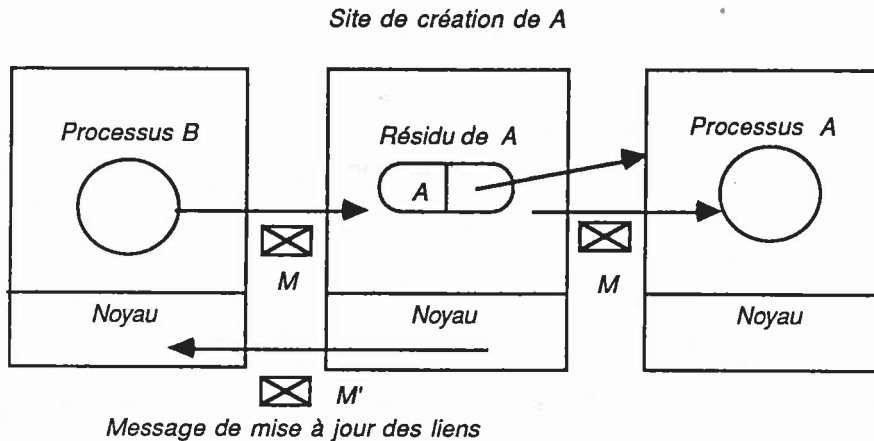 Site de création de A
Processus B
Résidu de A
Processus A
A
M
M
Noyau
Noyau
Noyau
M'
Message de mise à jour des liens